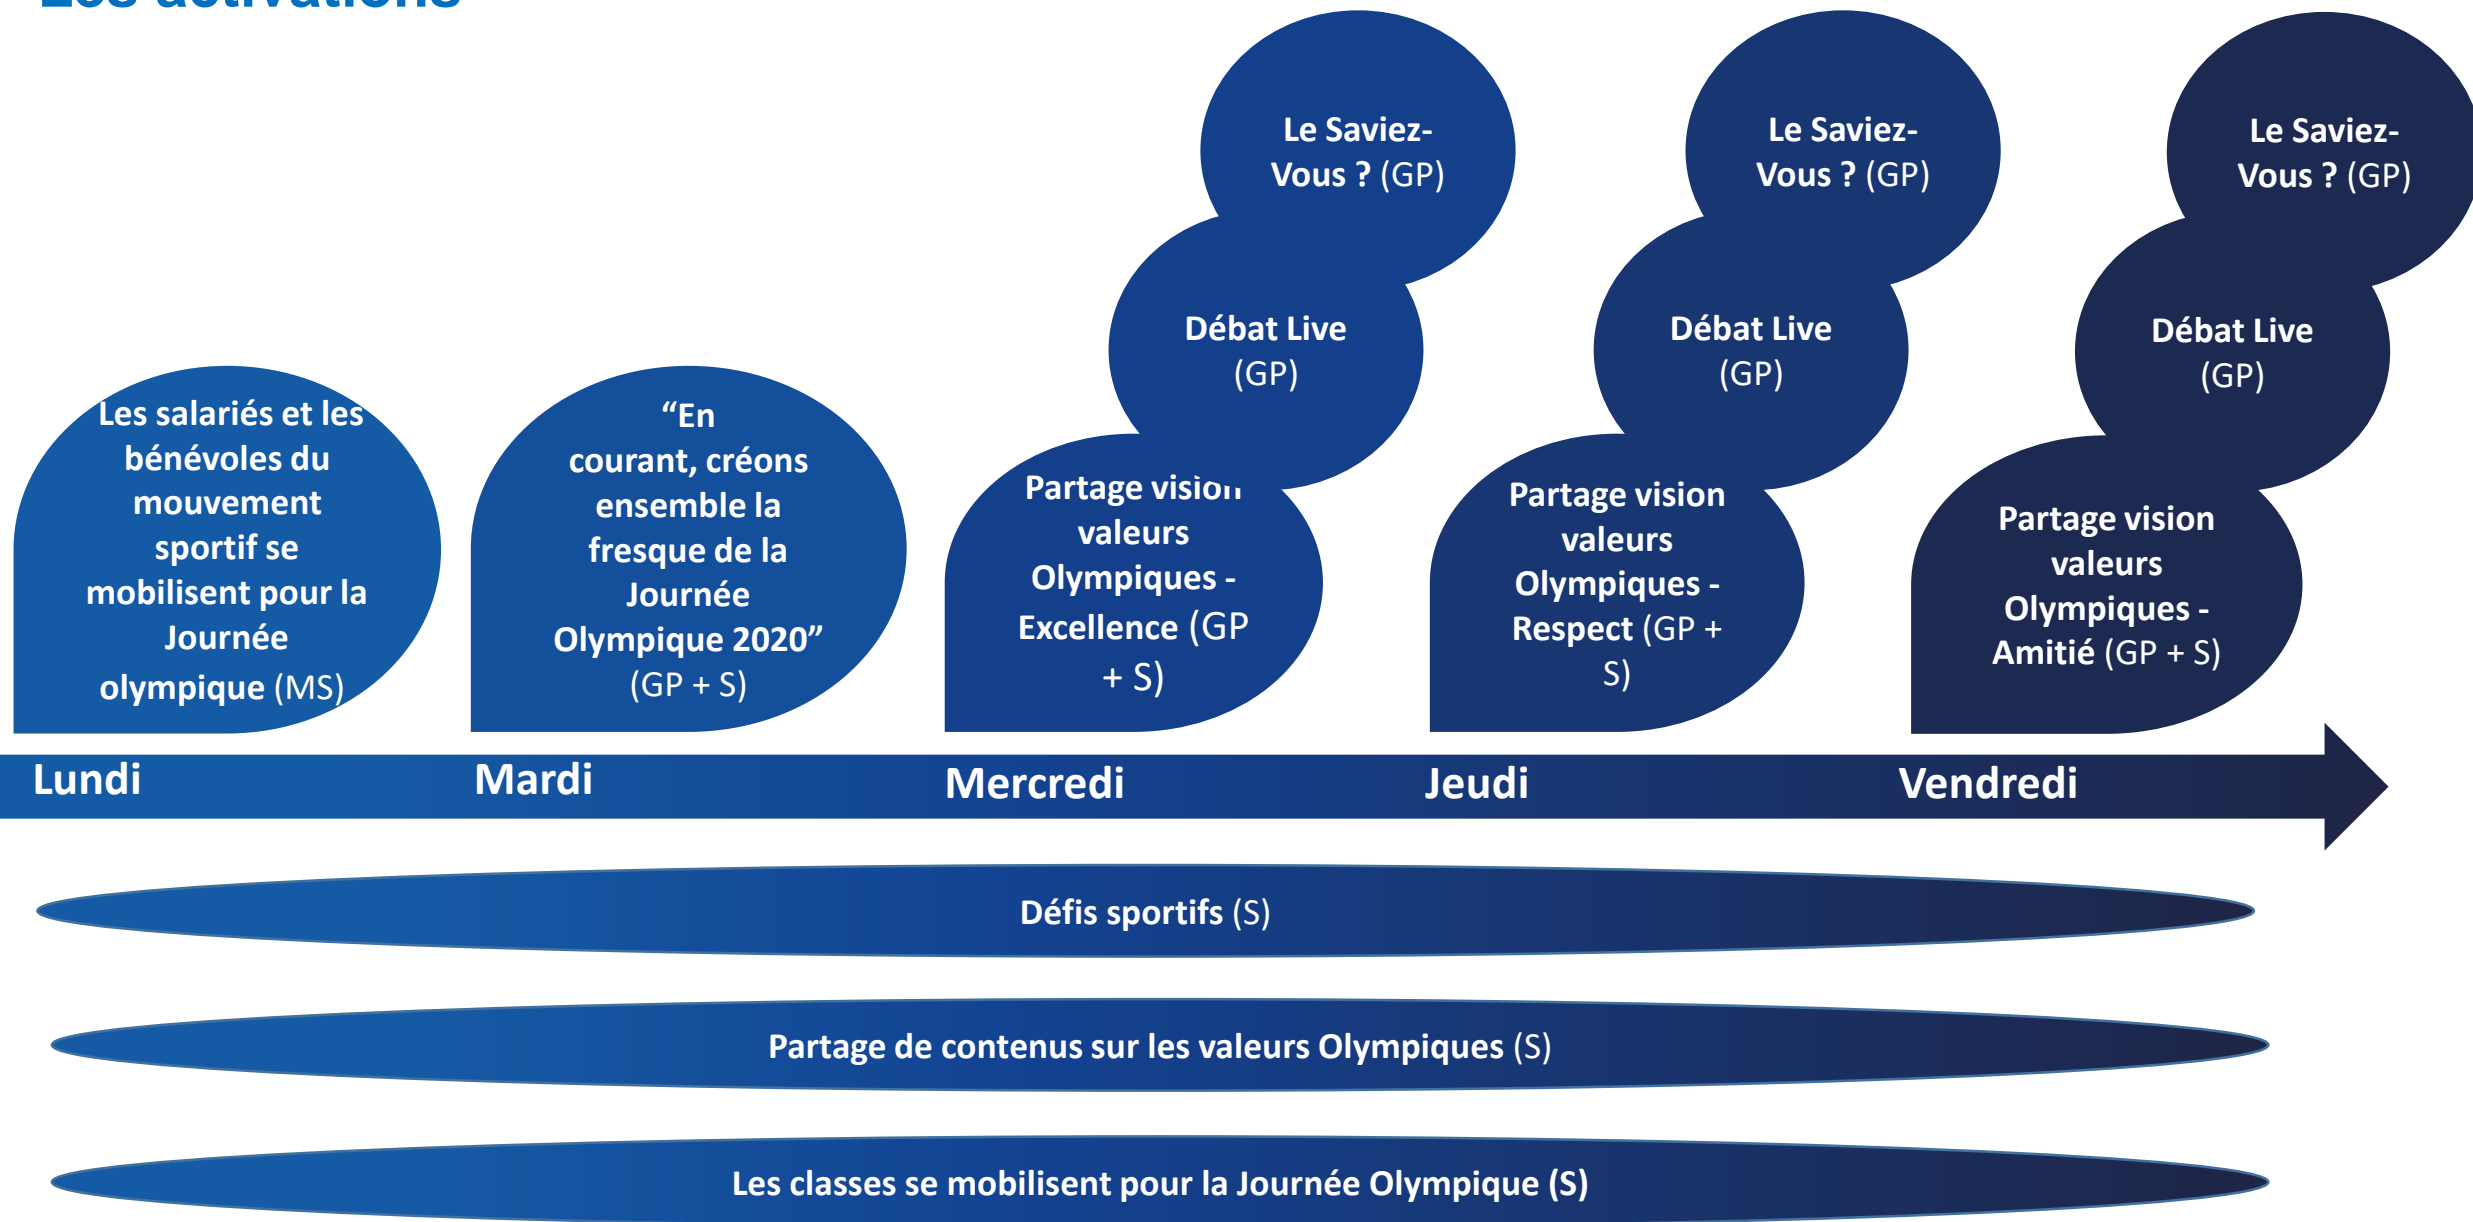 Les activations
Le Saviez-
Vous ? (GP)
Le Saviez-
Vous ? (GP)
Le Saviez-
Vous ? (GP)
Débat Live
(GP)
Débat Live
(GP)
Débat Live
(GP)
Les salariés et les
bénévoles du
mouvement
sportif se
mobilisent pour la
Journée
olympique (MS)
“En
courant, créons
ensemble la
fresque de la
Journée
Olympique 2020”
(GP + S)
Partage vision
valeurs
Olympiques -
Excellence (GP
+ S)
Partage vision
valeurs
Olympiques -
Respect (GP +
S)
Partage vision
valeurs
Olympiques -
Amitié (GP + S)
Lundi
Mardi
Mercredi
Jeudi
Vendredi
Défis sportifs (S)
Partage de contenus sur les valeurs Olympiques (S)
Les classes se mobilisent pour la Journée Olympique (S)